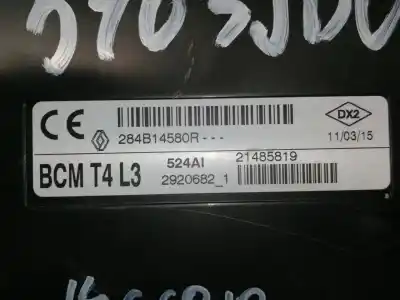 CE
284B14580R---
DX2
11/03/15
BCM T4 L3
524AI
21485819
2920682_1